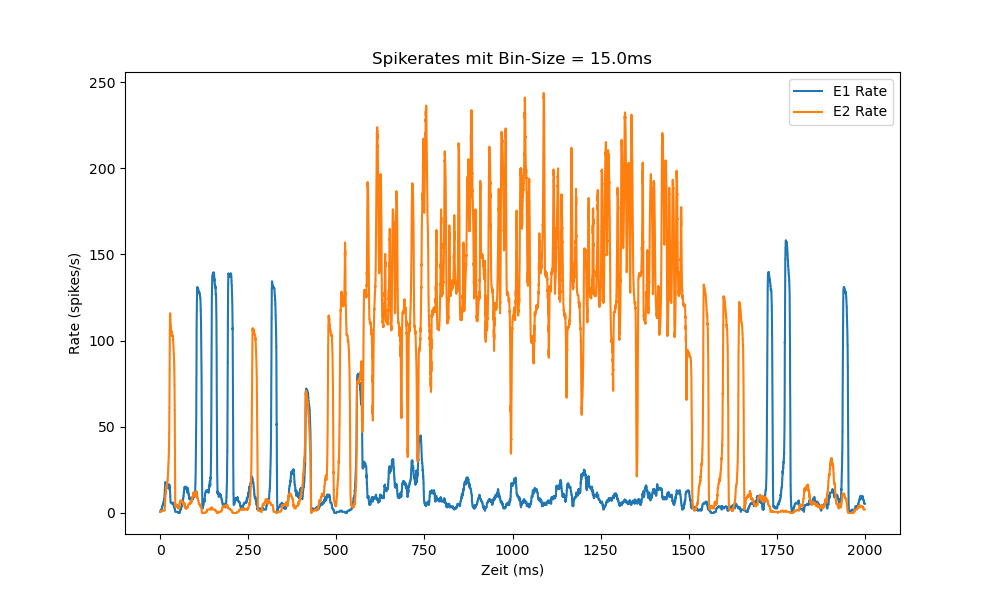 Spikerates mit Bin-Size = 15.0ms
E1 Rate
E2 Rate
Rate (spikes/s)
250
200
150
100
50
0
0 250 500 750 1000 1250 1500 1750 2000
Zeit (ms)